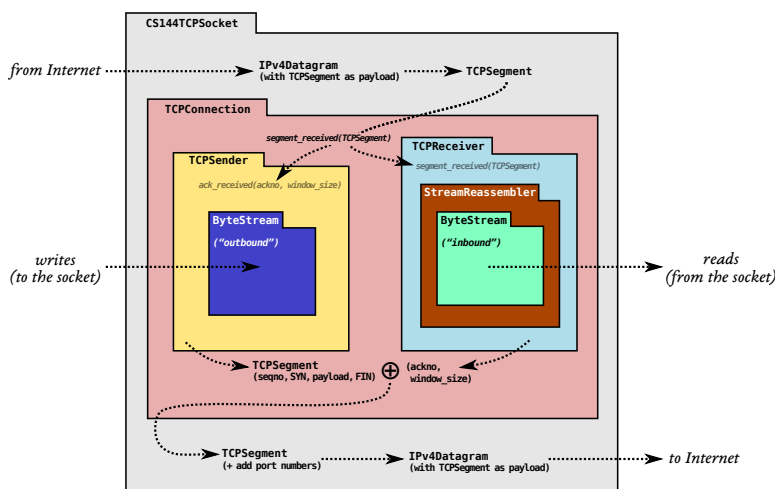 CS144TCPSocket
from Internet
IPv4Datagram
(with TCPSegment as payload)
TCPSegment
TCPConnection
segment_received(TCPSegment)
TCPReceiver
segment_received(TCPSegment)
TCPSender
ack_received(ackno, window_size)
StreamReassembler
ByteStream
(“outbound”)
ByteStream
(“inbound”)
writes
(to the socket)
reads
(from the socket)
TCPSegment
(seqno, SYN, payload, FIN)
(ackno,
window_size)
TCPSegment
(+ add port numbers)
IPv4Datagram
(with TCPSegment as payload)
to Internet